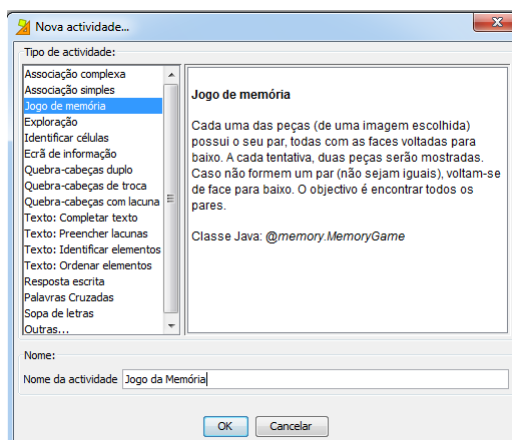 Nova actividade...
Tipo de actividade:
Associação complexa
Associação simples
Jogo de memória
Exploração
Identificar células
Ecrã de informação
Quebra-cabeças duplo
Quebra-cabeças de troca
Quebra-cabeças com lacuna
Texto: Completar texto
Texto: Preencher lacunas
Texto: Identificar elementos
Texto: Ordenar elementos
Resposta escrita
Palavras Cruzadas
Sopa de letras
Outras...
Jogo de memória
Cada uma das peças (de uma imagem escolhida)
possui o seu par, todas com as faces voltadas para
baixo. A cada tentativa, duas peças serão mostradas.
Caso não formem um par (não sejam iguais), voltam-se
de face para baixo. O objectivo é encontrar todos os
pares.
Classe Java: @memory.MemoryGame
Nome:
Nome da actividade Jogo da Memória
OK Cancelar